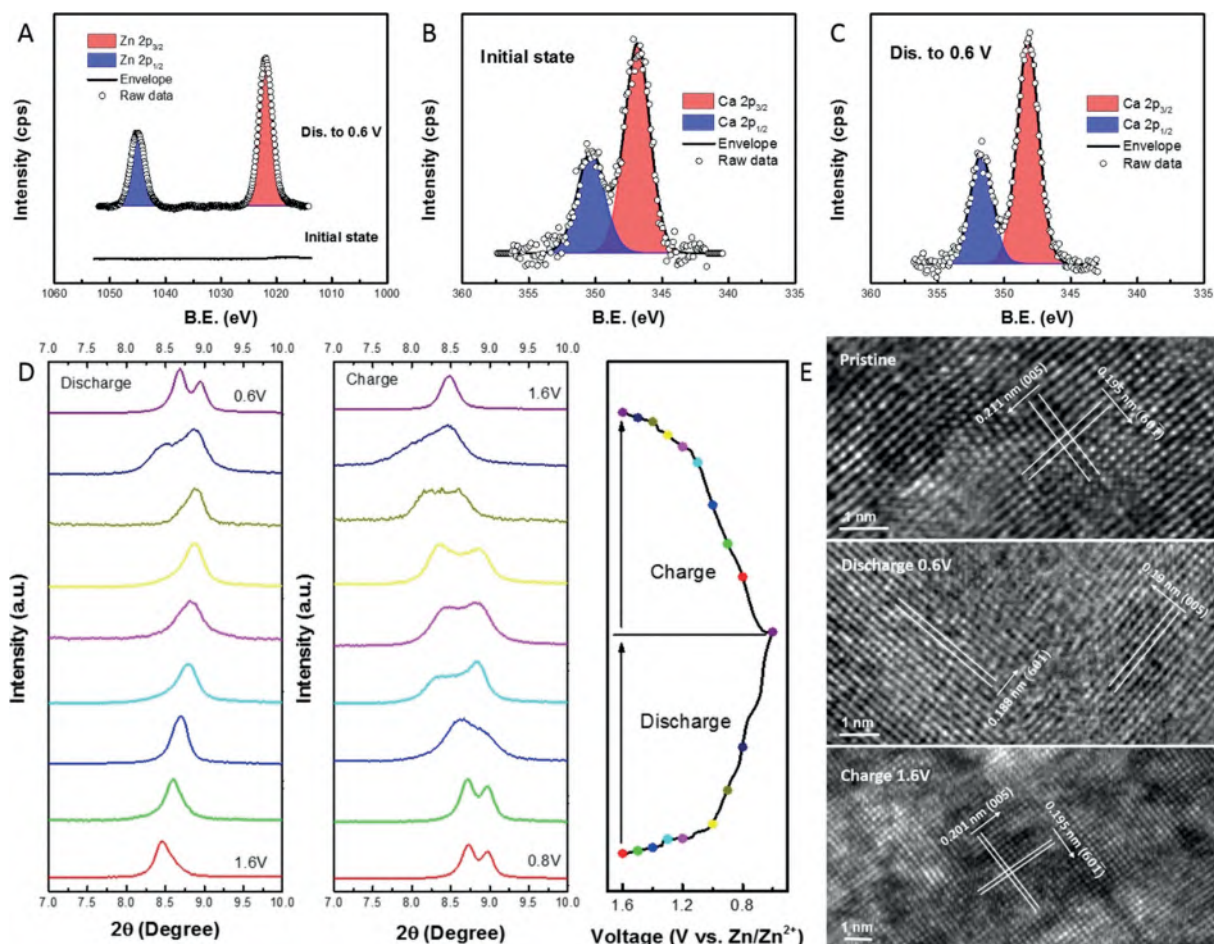 A
Zn 2p3/2
Zn 2p1/2
Envelope
Raw data
Dis. to 0.6 V
Initial state
Intensity (cps)
1060 1050 1040 1030 1020 1010 1000
B.E. (eV)
B
Initial state
Ca 2p3/2
Ca 2p1/2
Envelope
Raw data
Intensity (cps)
360 355 350 345 340 335
B.E. (eV)
C
Dis. to 0.6 V
Ca 2p3/2
Ca 2p1/2
Envelope
Raw data
Intensity (cps)
360 355 350 345 340 335
B.E. (eV)
D
7.0 7.5 8.0 8.5 9.0 9.5 10.0
Discharge
0.6V
1.6V
Intensity (a.u.)
7.0 7.5 8.0 8.5 9.0 9.5 10.0
2θ (Degree)
7.0 7.5 8.0 8.5 9.0 9.5 10.0
Charge
1.6V
0.8V
Intensity (a.u.)
7.0 7.5 8.0 8.5 9.0 9.5 10.0
2θ (Degree)
Charge
Discharge
1.6 1.2 0.8
Voltage (V vs. Zn/Zn2+)
E
Pristine
0.211 nm (005)
0.195 nm (601̄)
1 nm
Discharge 0.6V
0.19 nm (005)
0.188 nm (601̄)
1 nm
Charge 1.6V
0.201 nm (005)
0.195 nm (601̄)
1 nm